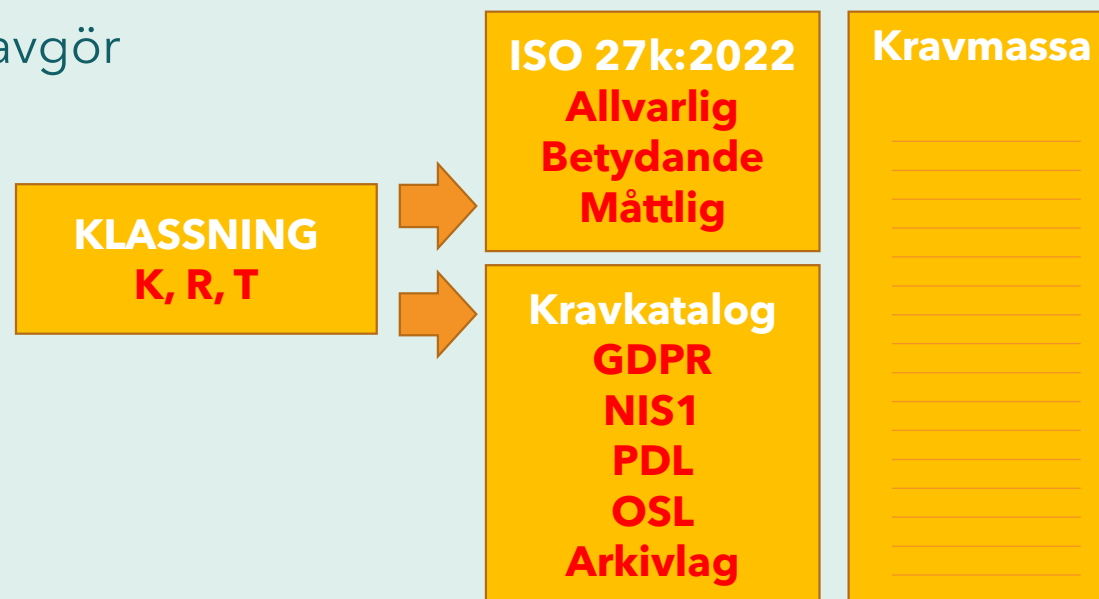 avgör
KLASSNING
K, R, T
ISO 27k:2022
Allvarlig
Betydande
Måttlig
Kravkatalog
GDPR
NIS1
PDL
OSL
Arkivlag
Kravmassa